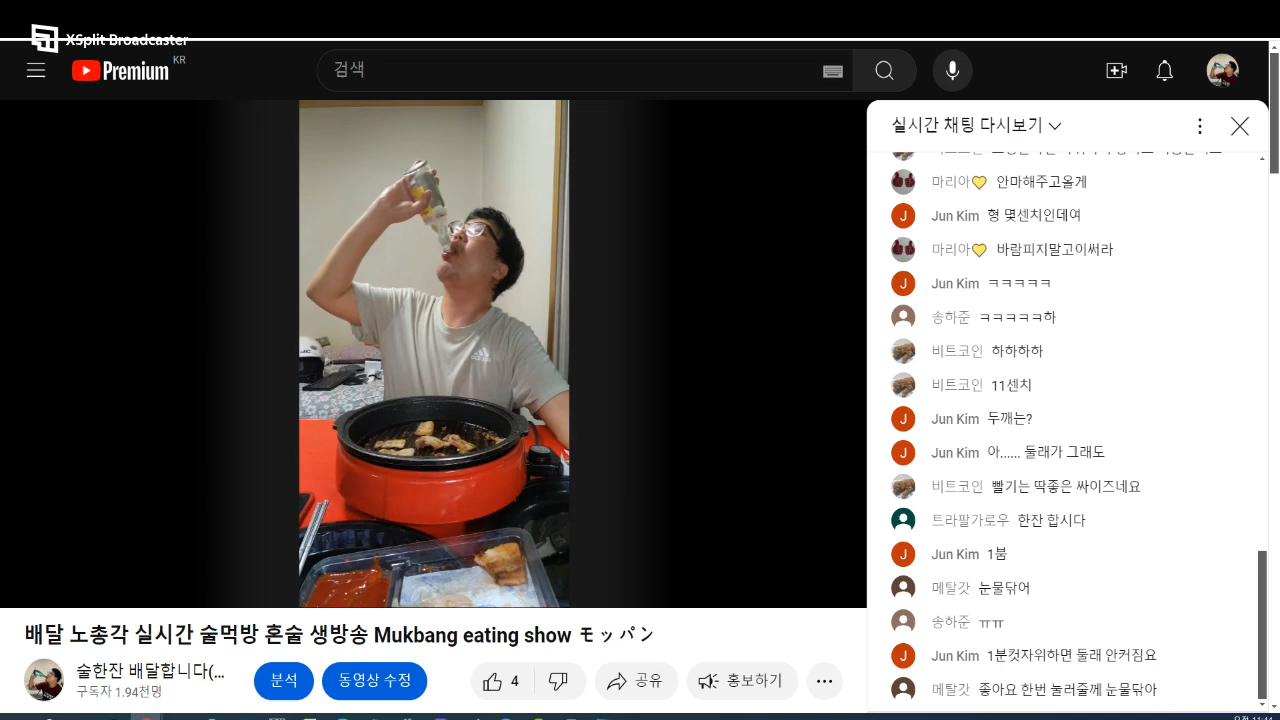 XSplit Broadcaster
Premium KR
검색
실시간 채팅 다시보기
마리아💛 안마해주고올게
Jun Kim 형 몇센치인데여
마리아💛 바람피지말고이써라
Jun Kim ㅋㅋㅋㅋㅋ
송하준 ㅋㅋㅋㅋㅋ하
비트코인 하하하하
비트코인 11센치
Jun Kim 두깨는?
Jun Kim 아...... 둘래가 그래도
비트코인 빨기는 딱좋은 싸이즈네요
트라팔가로우 한잔 합시다
Jun Kim 1붐
메탈갓 눈물닦어
송하준 ㅠㅠ
Jun Kim 1분컷자위하면 둘래 안커짐요
메탈갓 좋아요 한번 눌러줄께 눈물닦아
adidas
배달 노총각 실시간 술먹방 혼술 생방송 Mukbang eating show モッパン
술한잔 배달합니다(...
구독자 1.94천명
분석
동영상 수정
4
공유
홍보하기